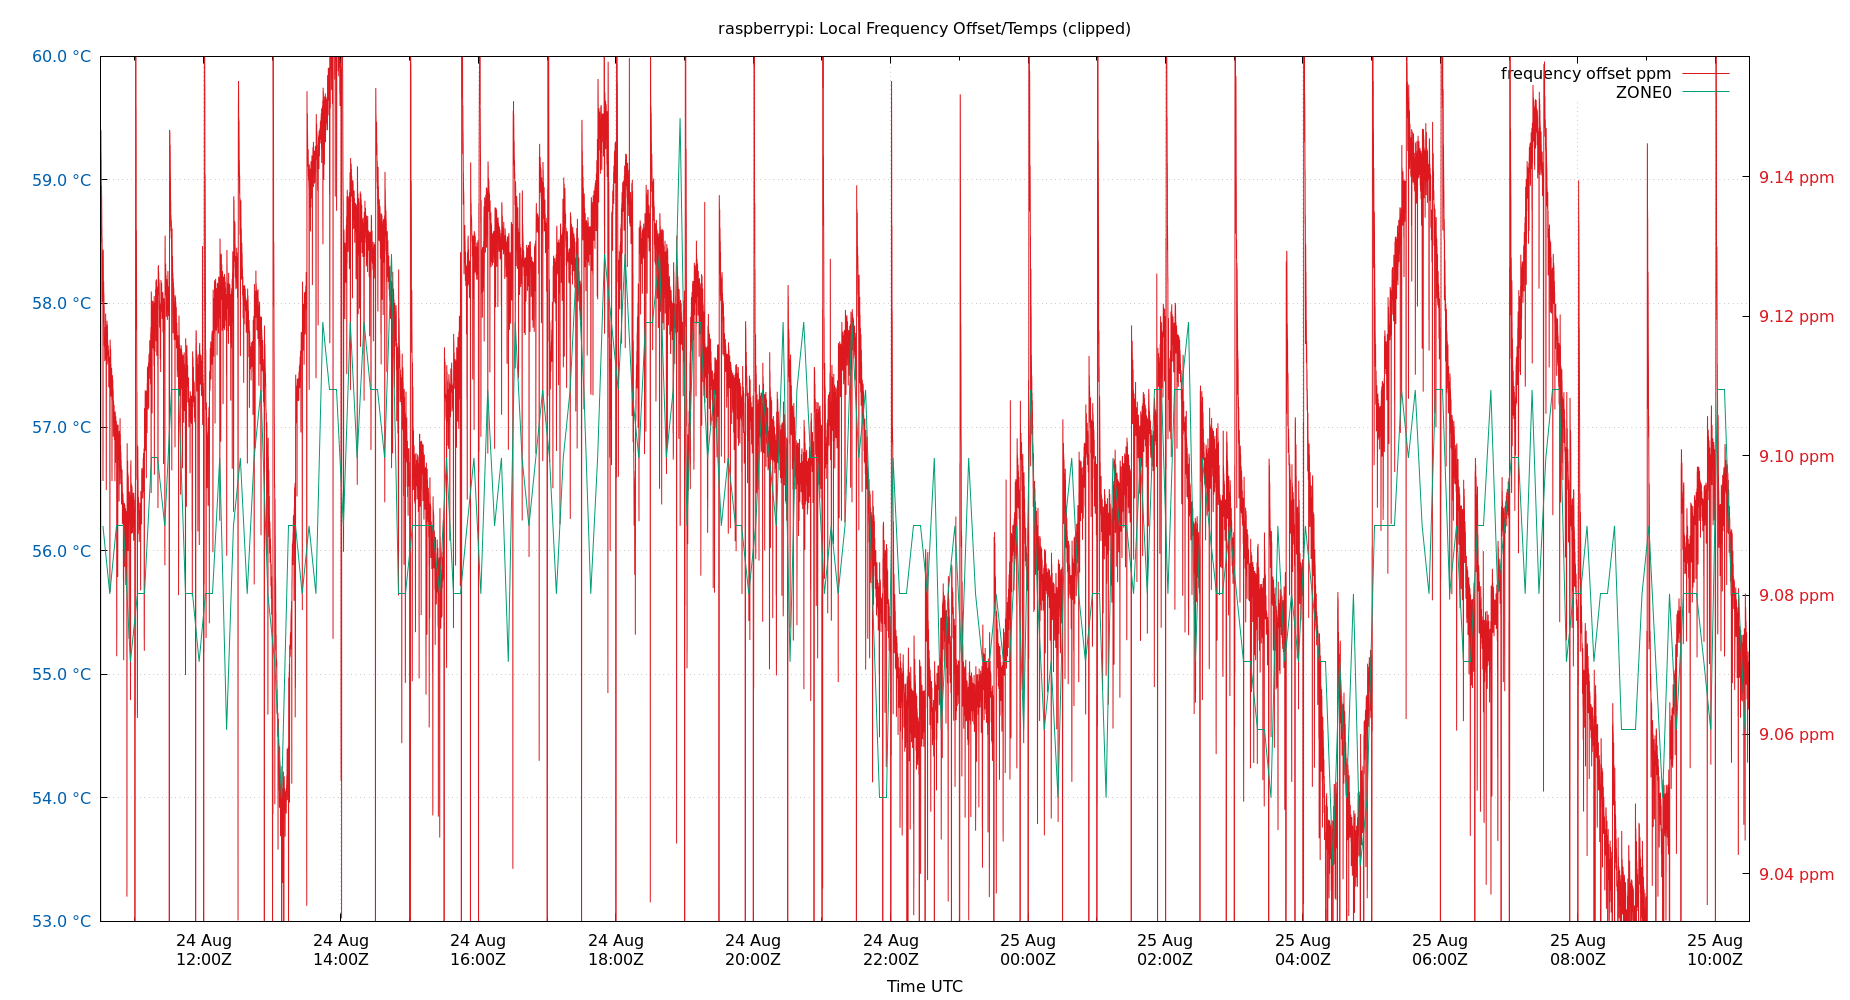 raspberrypi: Local Frequency Offset/Temps (clipped)
60.0 °C
59.0 °C
58.0 °C
57.0 °C
56.0 °C
55.0 °C
54.0 °C
53.0 °C
frequency offset ppm
ZONE0
9.14 ppm
9.12 ppm
9.10 ppm
9.08 ppm
9.06 ppm
9.04 ppm
24 Aug
12:00Z
24 Aug
14:00Z
24 Aug
16:00Z
24 Aug
18:00Z
24 Aug
20:00Z
24 Aug
22:00Z
25 Aug
00:00Z
25 Aug
02:00Z
25 Aug
04:00Z
25 Aug
06:00Z
25 Aug
08:00Z
25 Aug
10:00Z
Time UTC